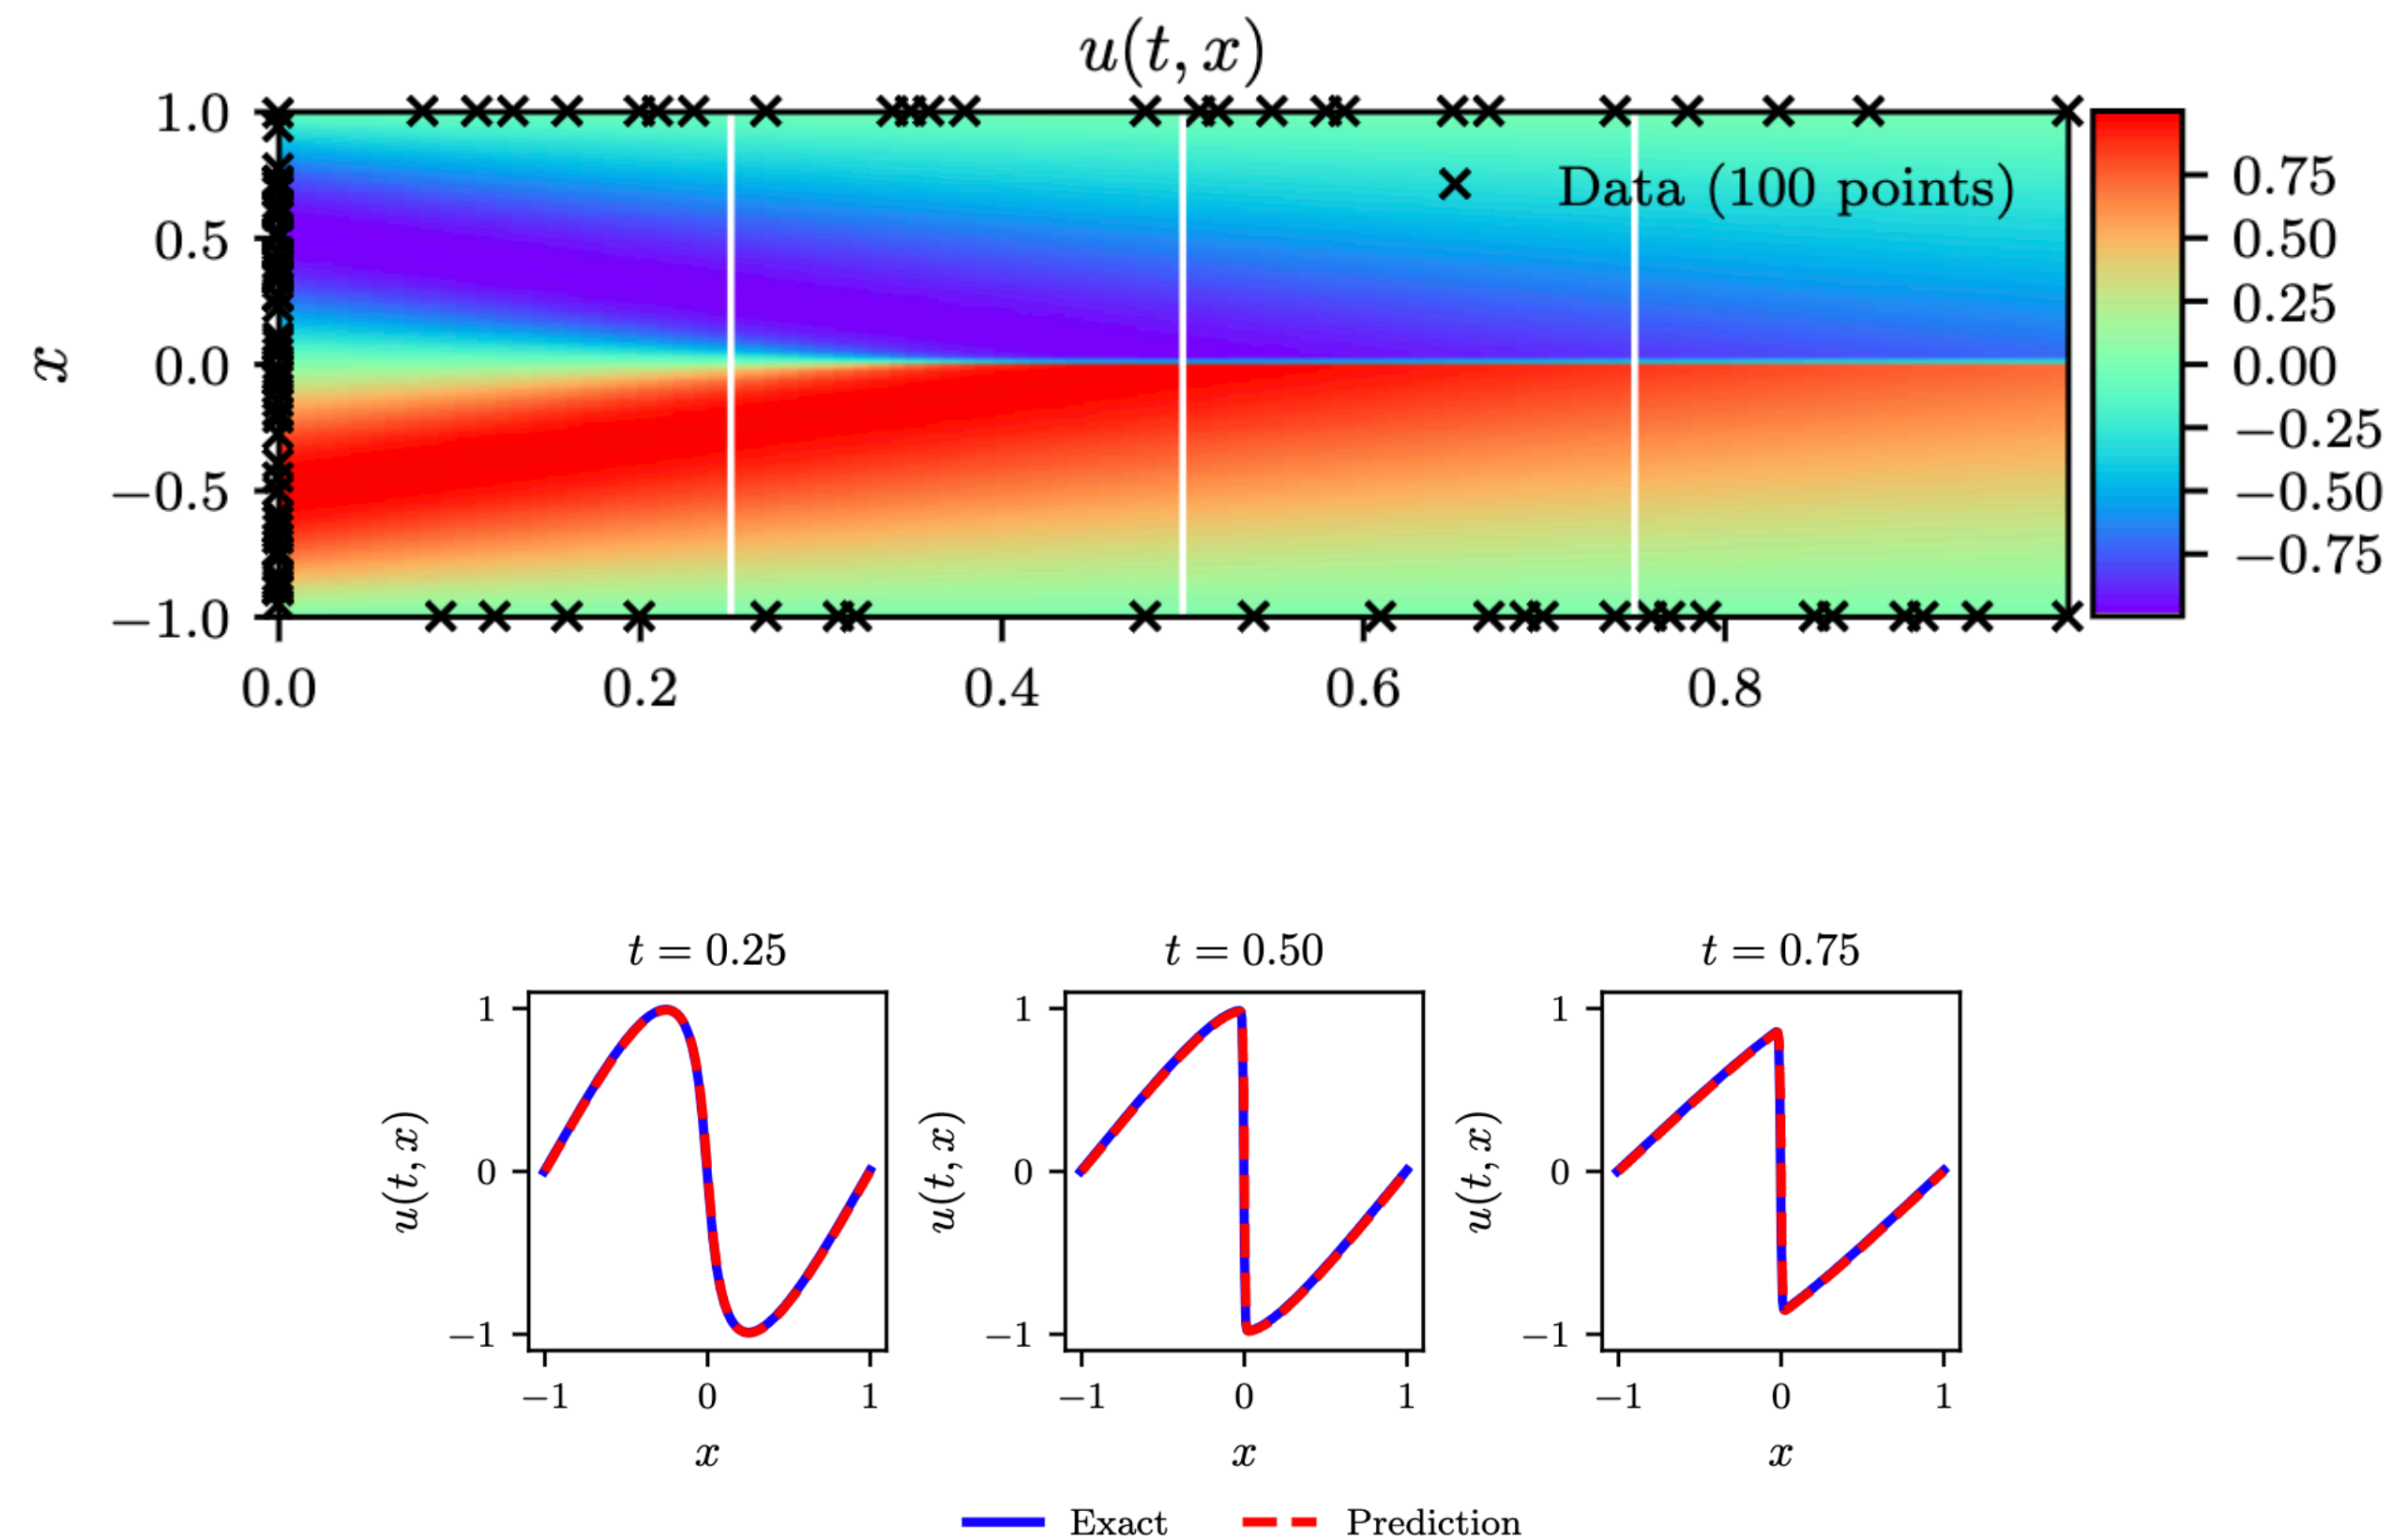 u(t, x)
1.0
0.5
0.0
−0.5
−1.0
x
Data (100 points)
0.75
0.50
0.25
0.00
−0.25
−0.50
−0.75
0.0 0.2 0.4 0.6 0.8
t = 0.25
1
0
−1
u(t, x)
−1 0 1
x
t = 0.50
1
0
−1
u(t, x)
−1 0 1
x
t = 0.75
1
0
−1
u(t, x)
−1 0 1
x
Exact Prediction